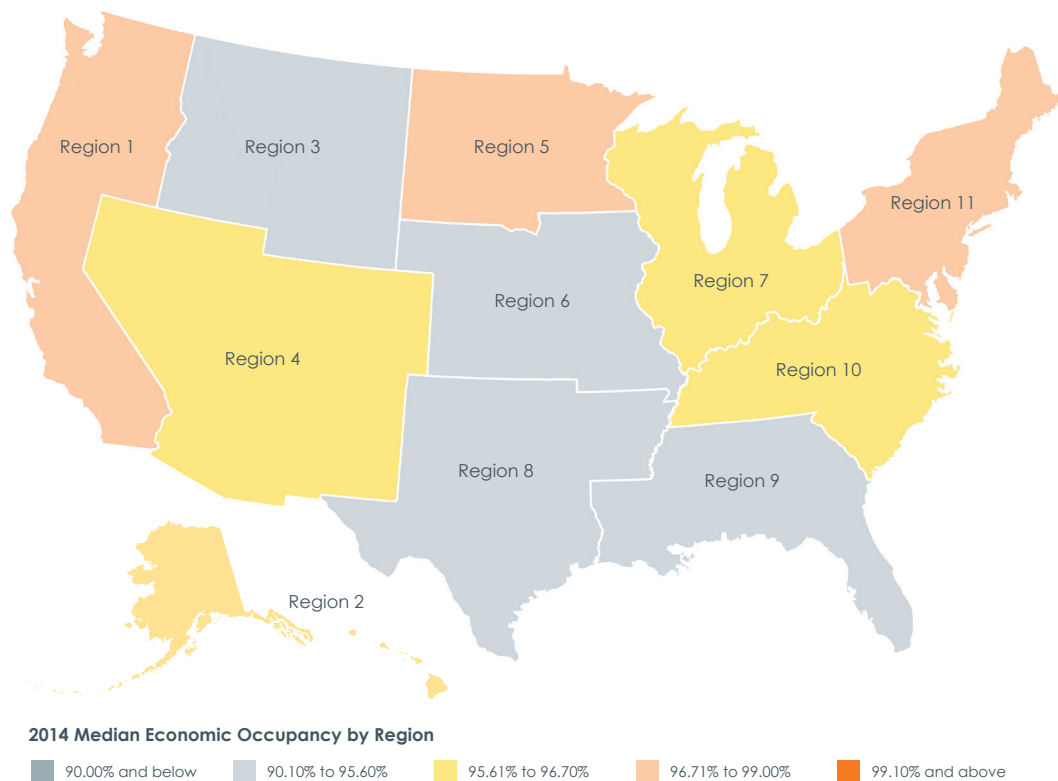 Region 1
Region 3
Region 5
Region 11
Region 7
Region 6
Region 4
Region 10
Region 8
Region 9
Region 2
2014 Median Economic Occupancy by Region
90.00% and below
90.10% to 95.60%
95.61% to 96.70%
96.71% to 99.00%
99.10% and above